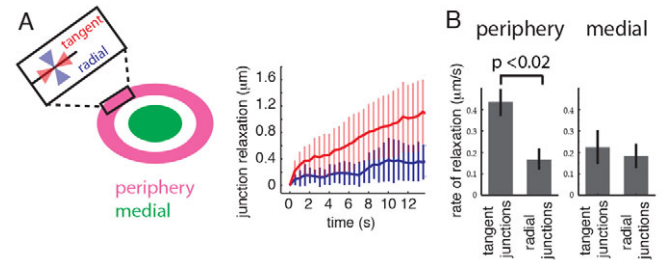 A
tangent
radial
periphery
medial
junction relaxation (μm)
1.6
1.2
0.8
0.4
0
0 2 4 6 8 10 12
time (s)
B
periphery medial
p <0.02
rate of relaxation (μm/s)
0.4
0.3
0.2
0.1
0
tangent
junctions
radial
junctions
0.4
0.3
0.2
0.1
0
tangent
junctions
radial
junctions